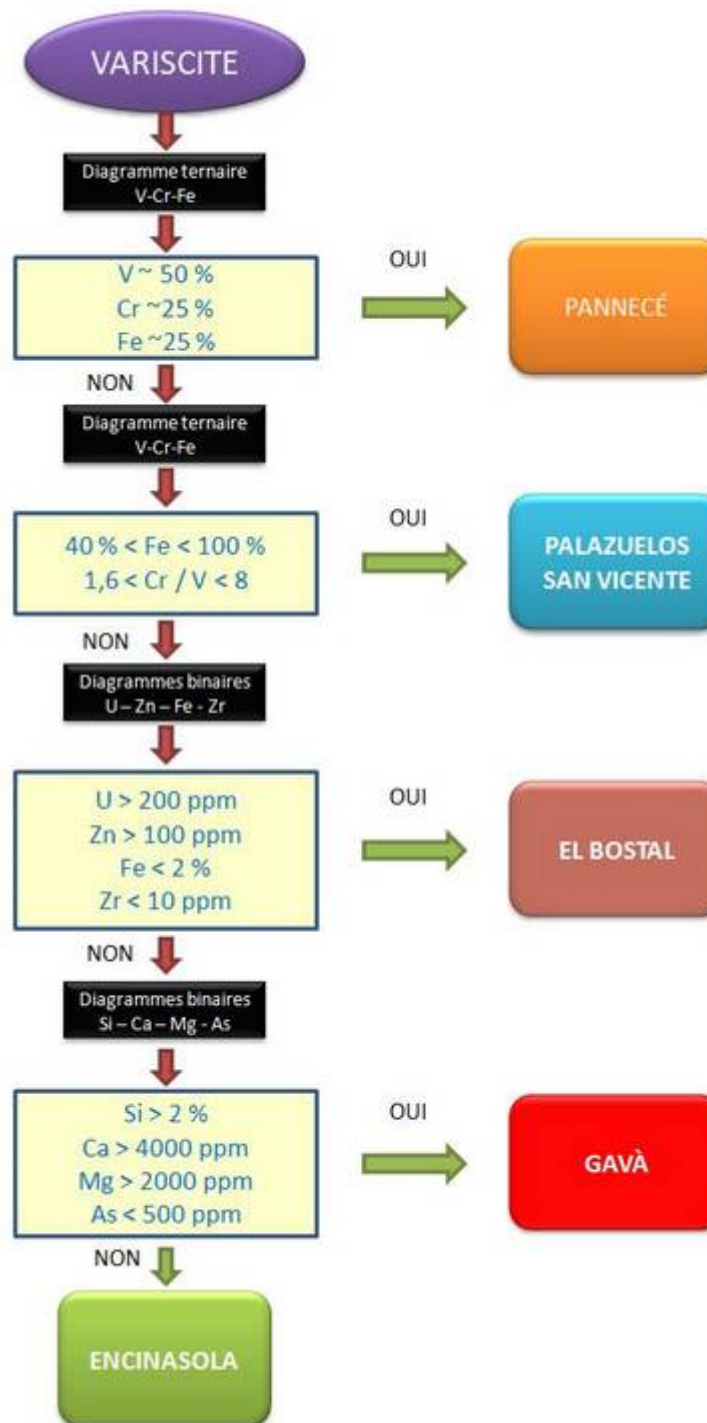 VARISCITE
Diagramme ternaire
V-Cr-Fe
V ~ 50 %
Cr ~25 %
Fe ~25 %
OUI
PANNECÉ
NON
Diagramme ternaire
V-Cr-Fe
40 % < Fe < 100 %
1,6 < Cr / V < 8
OUI
PALAZUELOS
SAN VICENTE
NON
Diagrammes binaires
U – Zn – Fe - Zr
U > 200 ppm
Zn > 100 ppm
Fe < 2 %
Zr < 10 ppm
OUI
EL BOSTAL
NON
Diagrammes binaires
Si – Ca – Mg - As
Si > 2 %
Ca > 4000 ppm
Mg > 2000 ppm
As < 500 ppm
OUI
GAVÀ
NON
ENCINASOLA